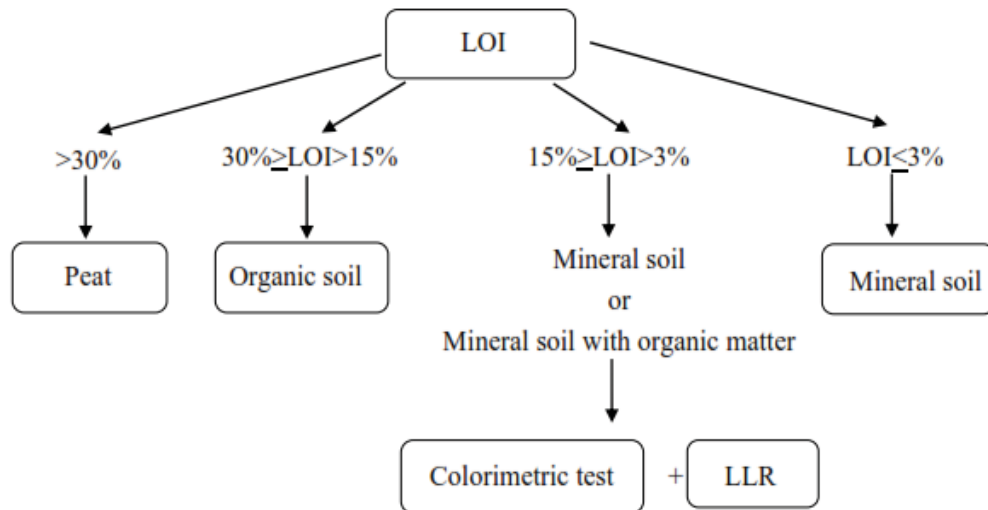 LOI
>30%
30%≥LOI>15%
15%≥LOI>3%
LOI≤3%
Peat
Organic soil
Mineral soil
or
Mineral soil with organic matter
Mineral soil
Colorimetric test + LLR